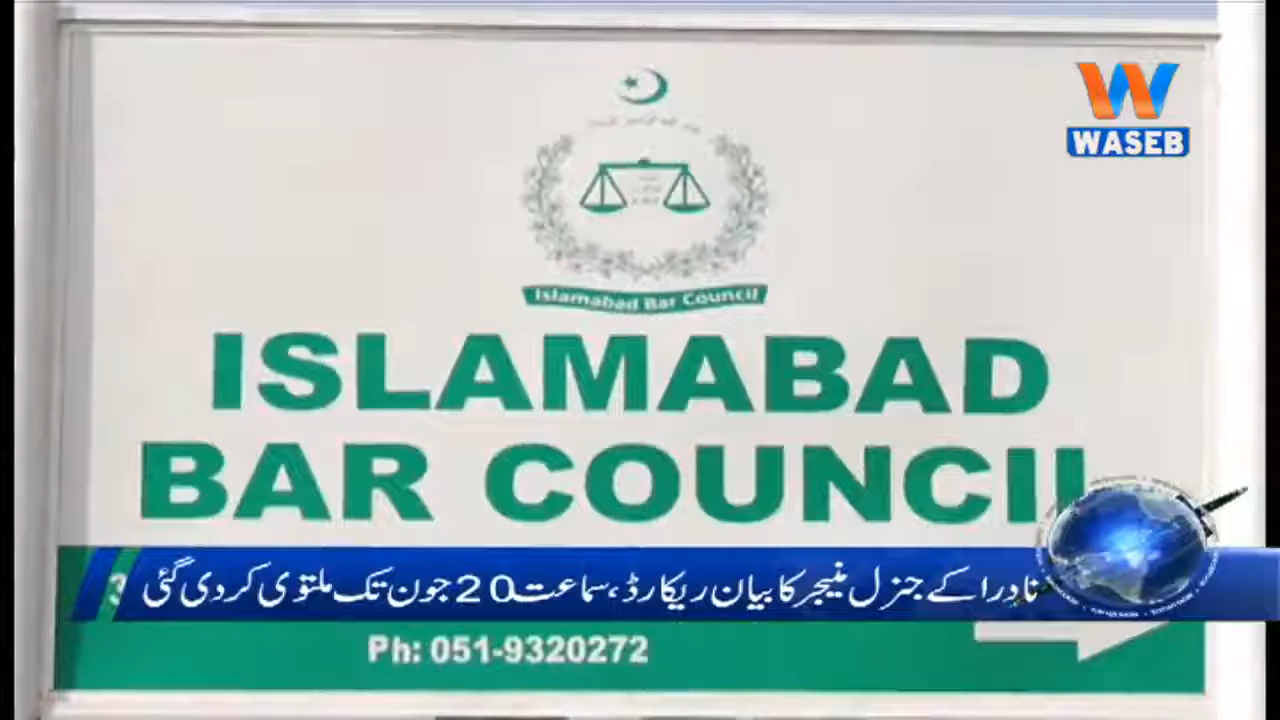 W
WASEB
Islamabad Bar Council
ISLAMABAD
BAR COUNCIL
نادرا کے جنرل منیجر کا بیان ریکارڈ، سماعت 20 جون تک ملتوی کر دی گئی
Ph: 051-9320272